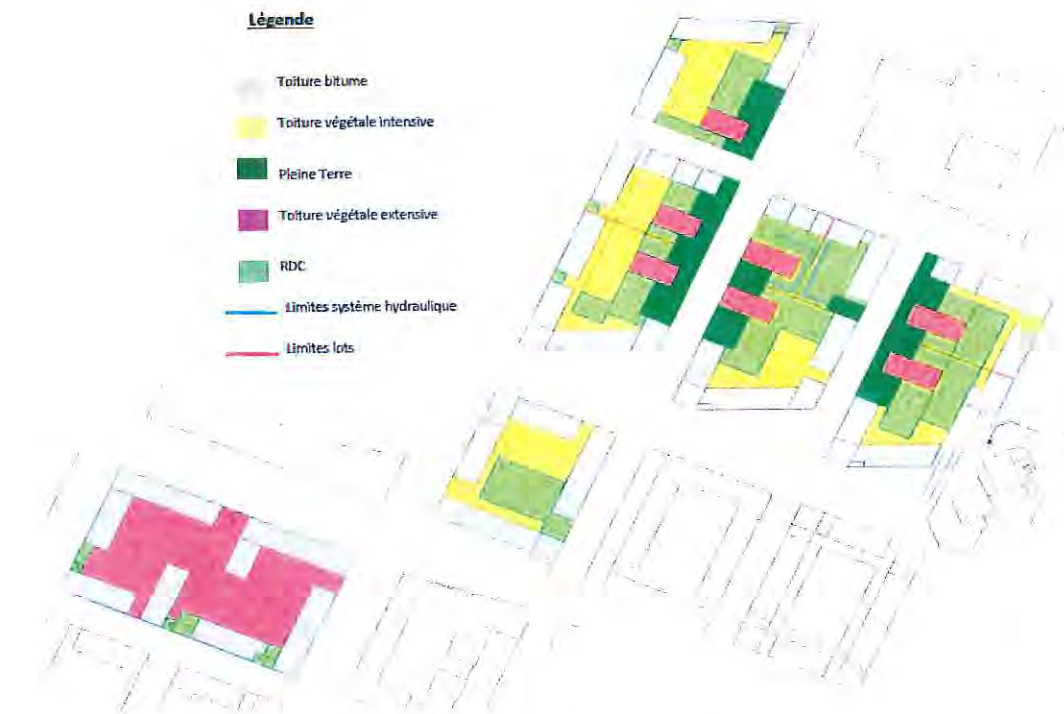 Légende
Toiture bitume
Toiture végétale intensive
Pleine Terre
Toiture végétale extensive
RDC
Limites système hydraulique
Limites lots